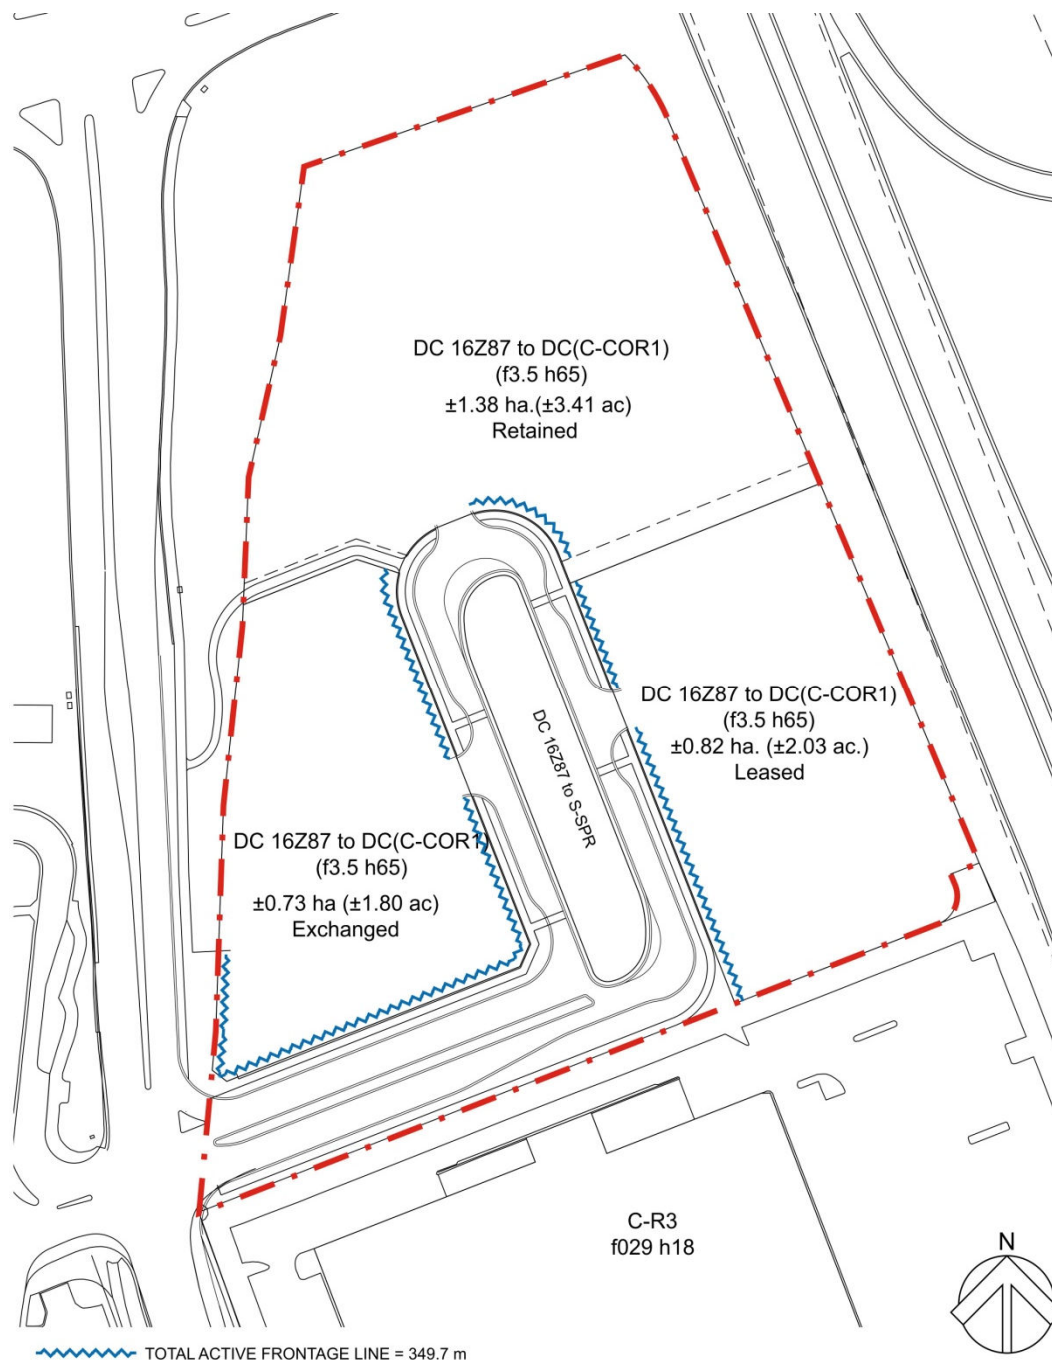 DC 16Z87 to DC(C-COR1)
(f3.5 h65)
±1.38 ha.(±3.41 ac)
Retained
DC 16Z87 to DC(C-COR1)
(f3.5 h65)
±0.82 ha. (±2.03 ac.)
Leased
DC 16Z87 to S-SPR
DC 16Z87 to DC(C-COR1)
(f3.5 h65)
±0.73 ha (±1.80 ac)
Exchanged
C-R3
f029 h18
N
TOTAL ACTIVE FRONTAGE LINE = 349.7 m